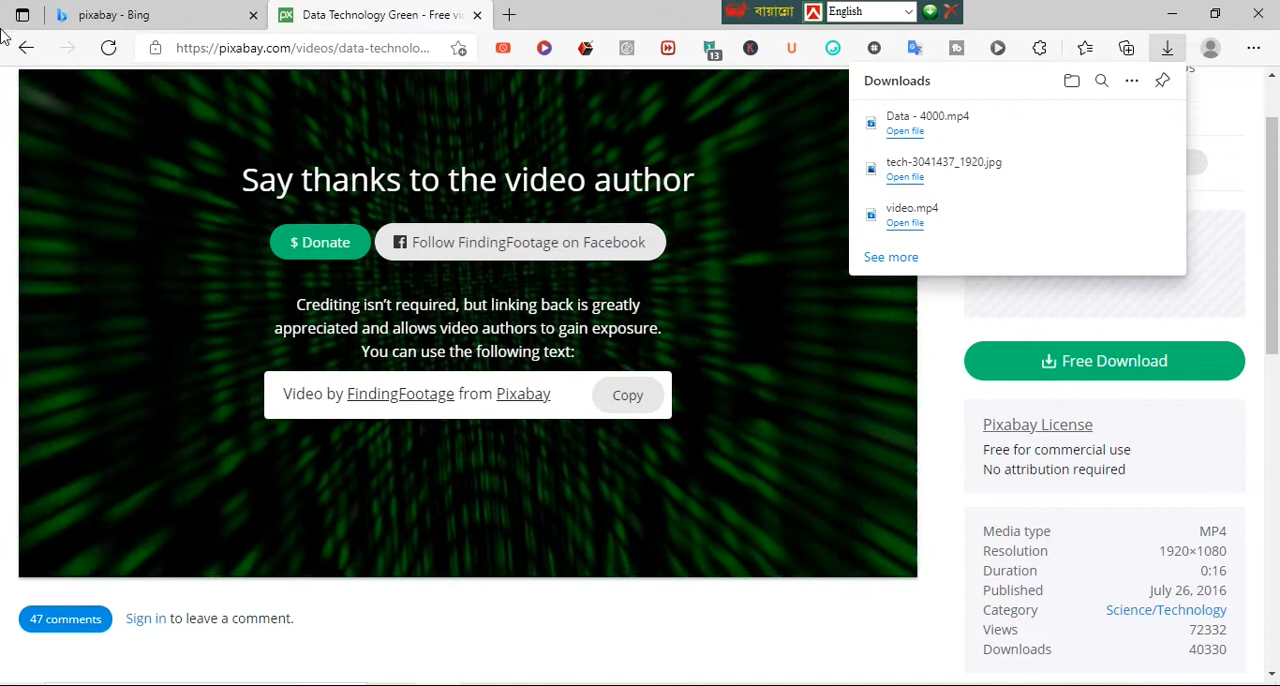 pixabay - Bing
Data Technology Green - Free vi
বায়ান্নো
English
https://pixabay.com/videos/data-technolo...
13
Downloads
Data - 4000.mp4
Open file
tech-3041437_1920.jpg
Open file
video.mp4
Open file
See more
Say thanks to the video author
$ Donate
Follow FindingFootage on Facebook
Crediting isn't required, but linking back is greatly
appreciated and allows video authors to gain exposure.
You can use the following text:
Video by FindingFootage from Pixabay
Copy
Free Download
Pixabay License
Free for commercial use
No attribution required
Media type MP4
Resolution 1920×1080
Duration 0:16
Published July 26, 2016
Category Science/Technology
Views 72332
Downloads 40330
47 comments
Sign in to leave a comment.